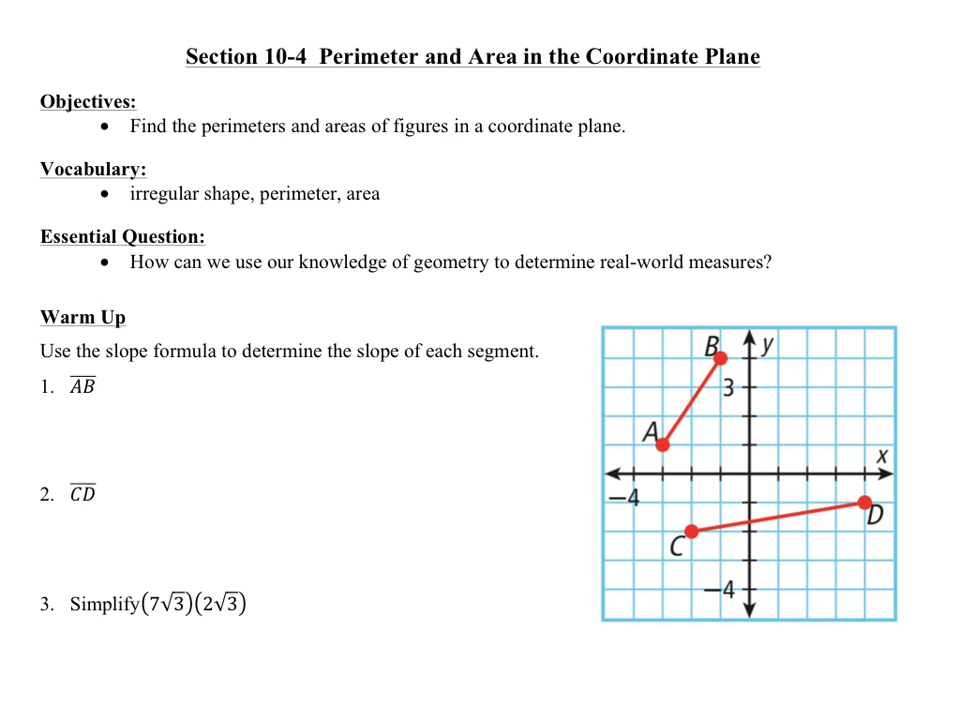 Section 10-4  Perimeter and Area in the Coordinate Plane
Objectives:
• Find the perimeters and areas of figures in a coordinate plane.
Vocabulary:
• irregular shape, perimeter, area
Essential Question:
• How can we use our knowledge of geometry to determine real-world measures?
Warm Up
Use the slope formula to determine the slope of each segment.
1. A̅B̅
2. C̅D̅
3. Simplify(7√3)(2√3)
B y
3
A
x
−4
D
C
−4